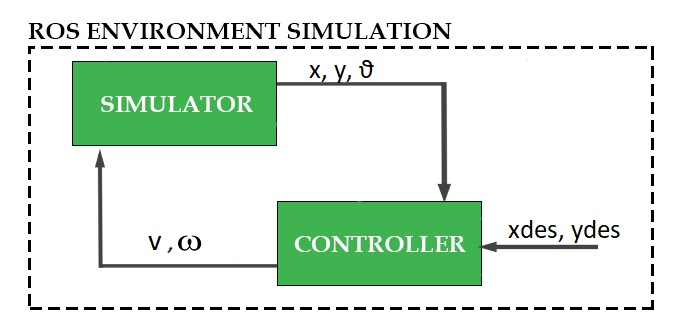 ROS ENVIRONMENT SIMULATION
x, y, ϑ
SIMULATOR
xdes, ydes
v , ω
CONTROLLER